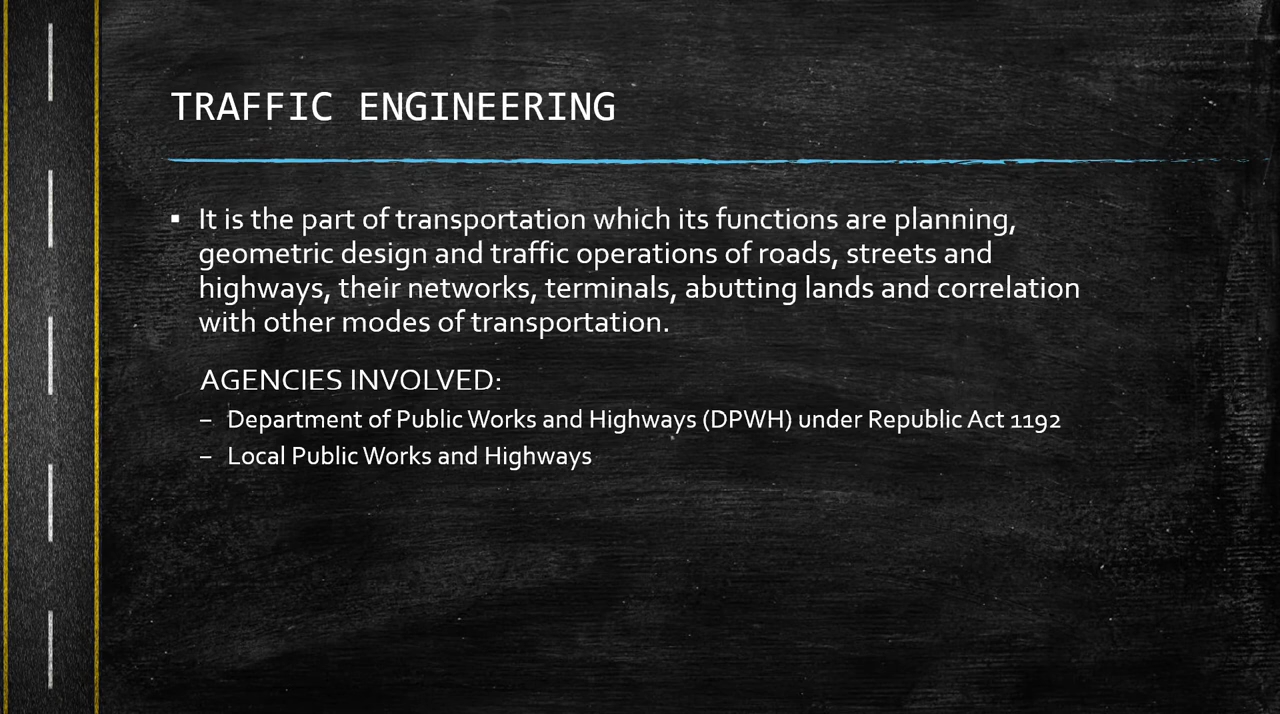 TRAFFIC ENGINEERING
▪ It is the part of transportation which its functions are planning,
geometric design and traffic operations of roads, streets and
highways, their networks, terminals, abutting lands and correlation
with other modes of transportation.
AGENCIES INVOLVED:
– Department of Public Works and Highways (DPWH) under Republic Act 1192
– Local Public Works and Highways